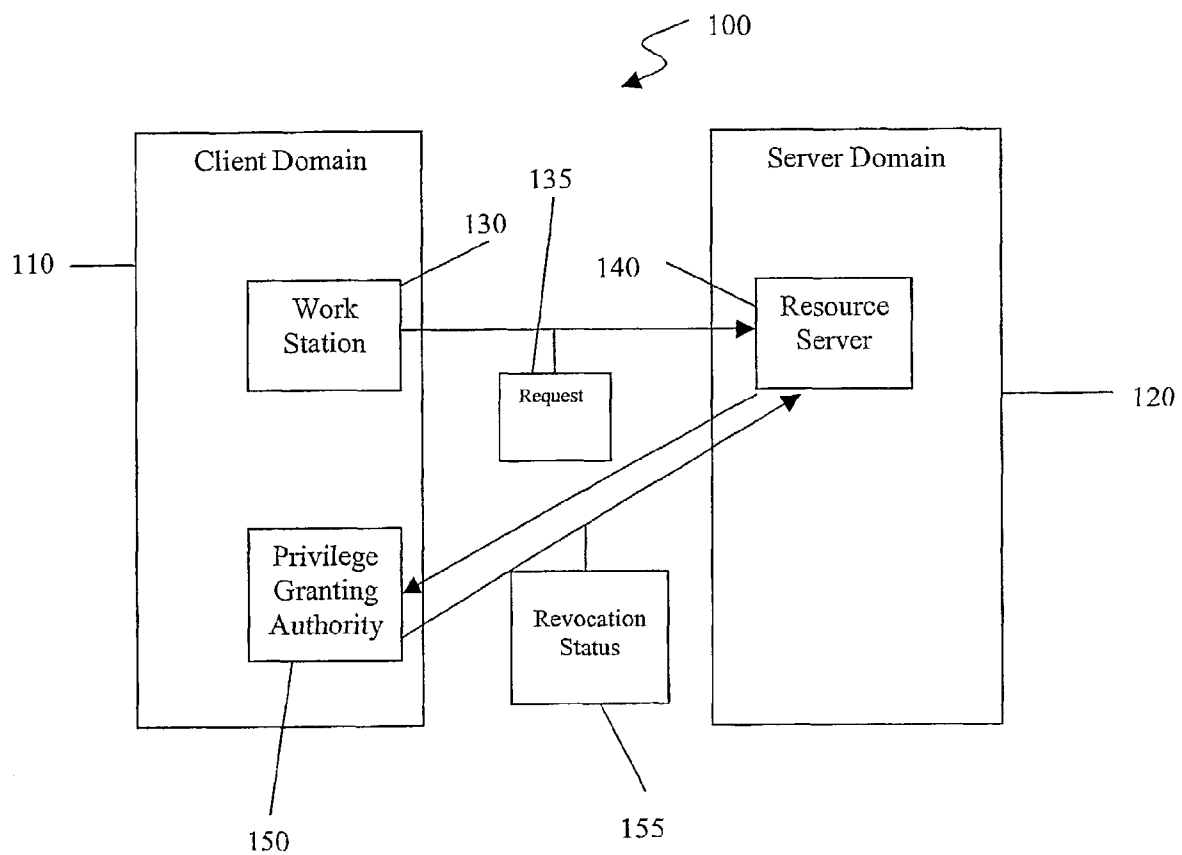 100
Client Domain
Server Domain
135
130
110
140
Work
Station
Resource
Server
Request
120
Privilege
Granting
Authority
Revocation
Status
150
155